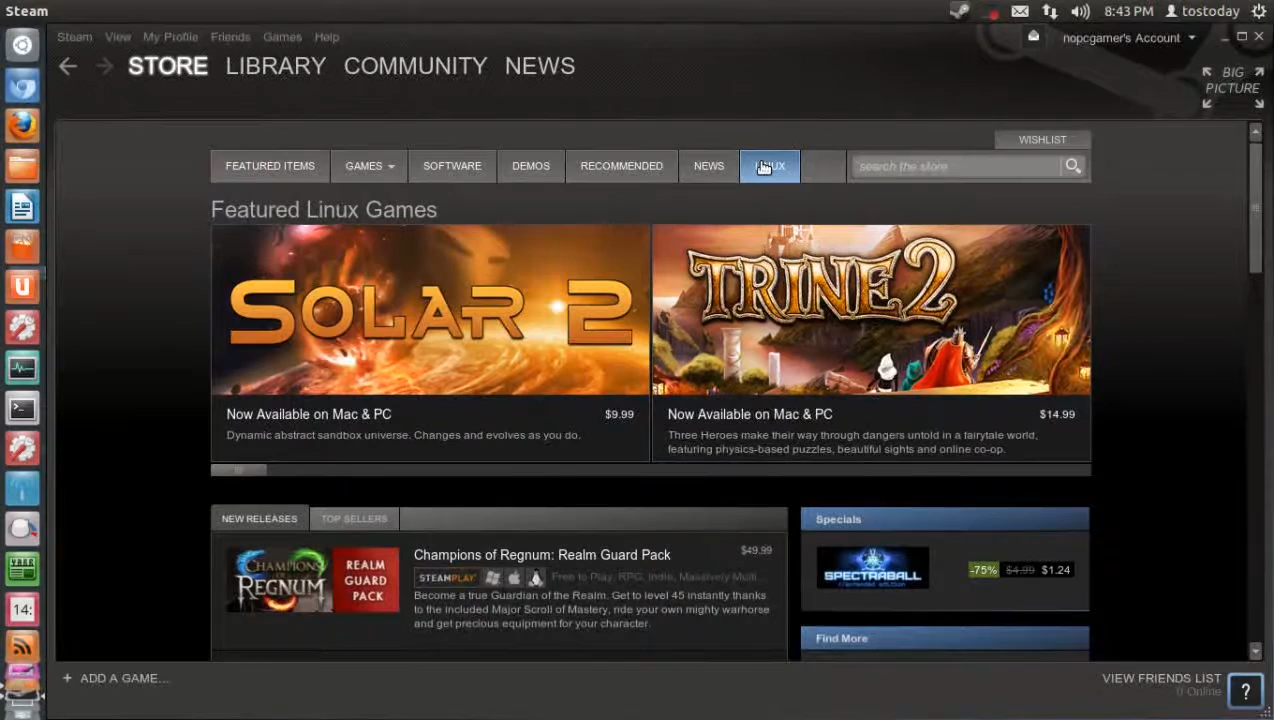 Steam
8:43 PM
tostoday
Steam View My Profile Friends Games Help
nopcgamer's Account
STORE LIBRARY COMMUNITY NEWS
BIG
PICTURE
WISHLIST
FEATURED ITEMS GAMES SOFTWARE DEMOS RECOMMENDED NEWS
search the store
Featured Linux Games
SOLAR 2
TRINE 2
Now Available on Mac & PC $9.99
Dynamic abstract sandbox universe. Changes and evolves as you do.
Now Available on Mac & PC $14.99
Three Heroes make their way through dangers untold in a fairytale world,
featuring physics-based puzzles, beautiful sights and online co-op.
NEW RELEASES TOP SELLERS
Specials
CHAMPIONS
OF
REGNUM
REALM
GUARD
PACK
Champions of Regnum: Realm Guard Pack $49.99
STEAMPLAY Free to Play, RPG, Indie, Massively Multi...
Become a true Guardian of the Realm. Get to level 45 instantly thanks
to the included Major Scroll of Mastery, ride your own mighty warhorse
and get precious equipment for your character.
SPECTRABALL
-75% $4.99 $1.24
Find More
+ ADD A GAME...
VIEW FRIENDS LIST
0 Online
?
U
14: